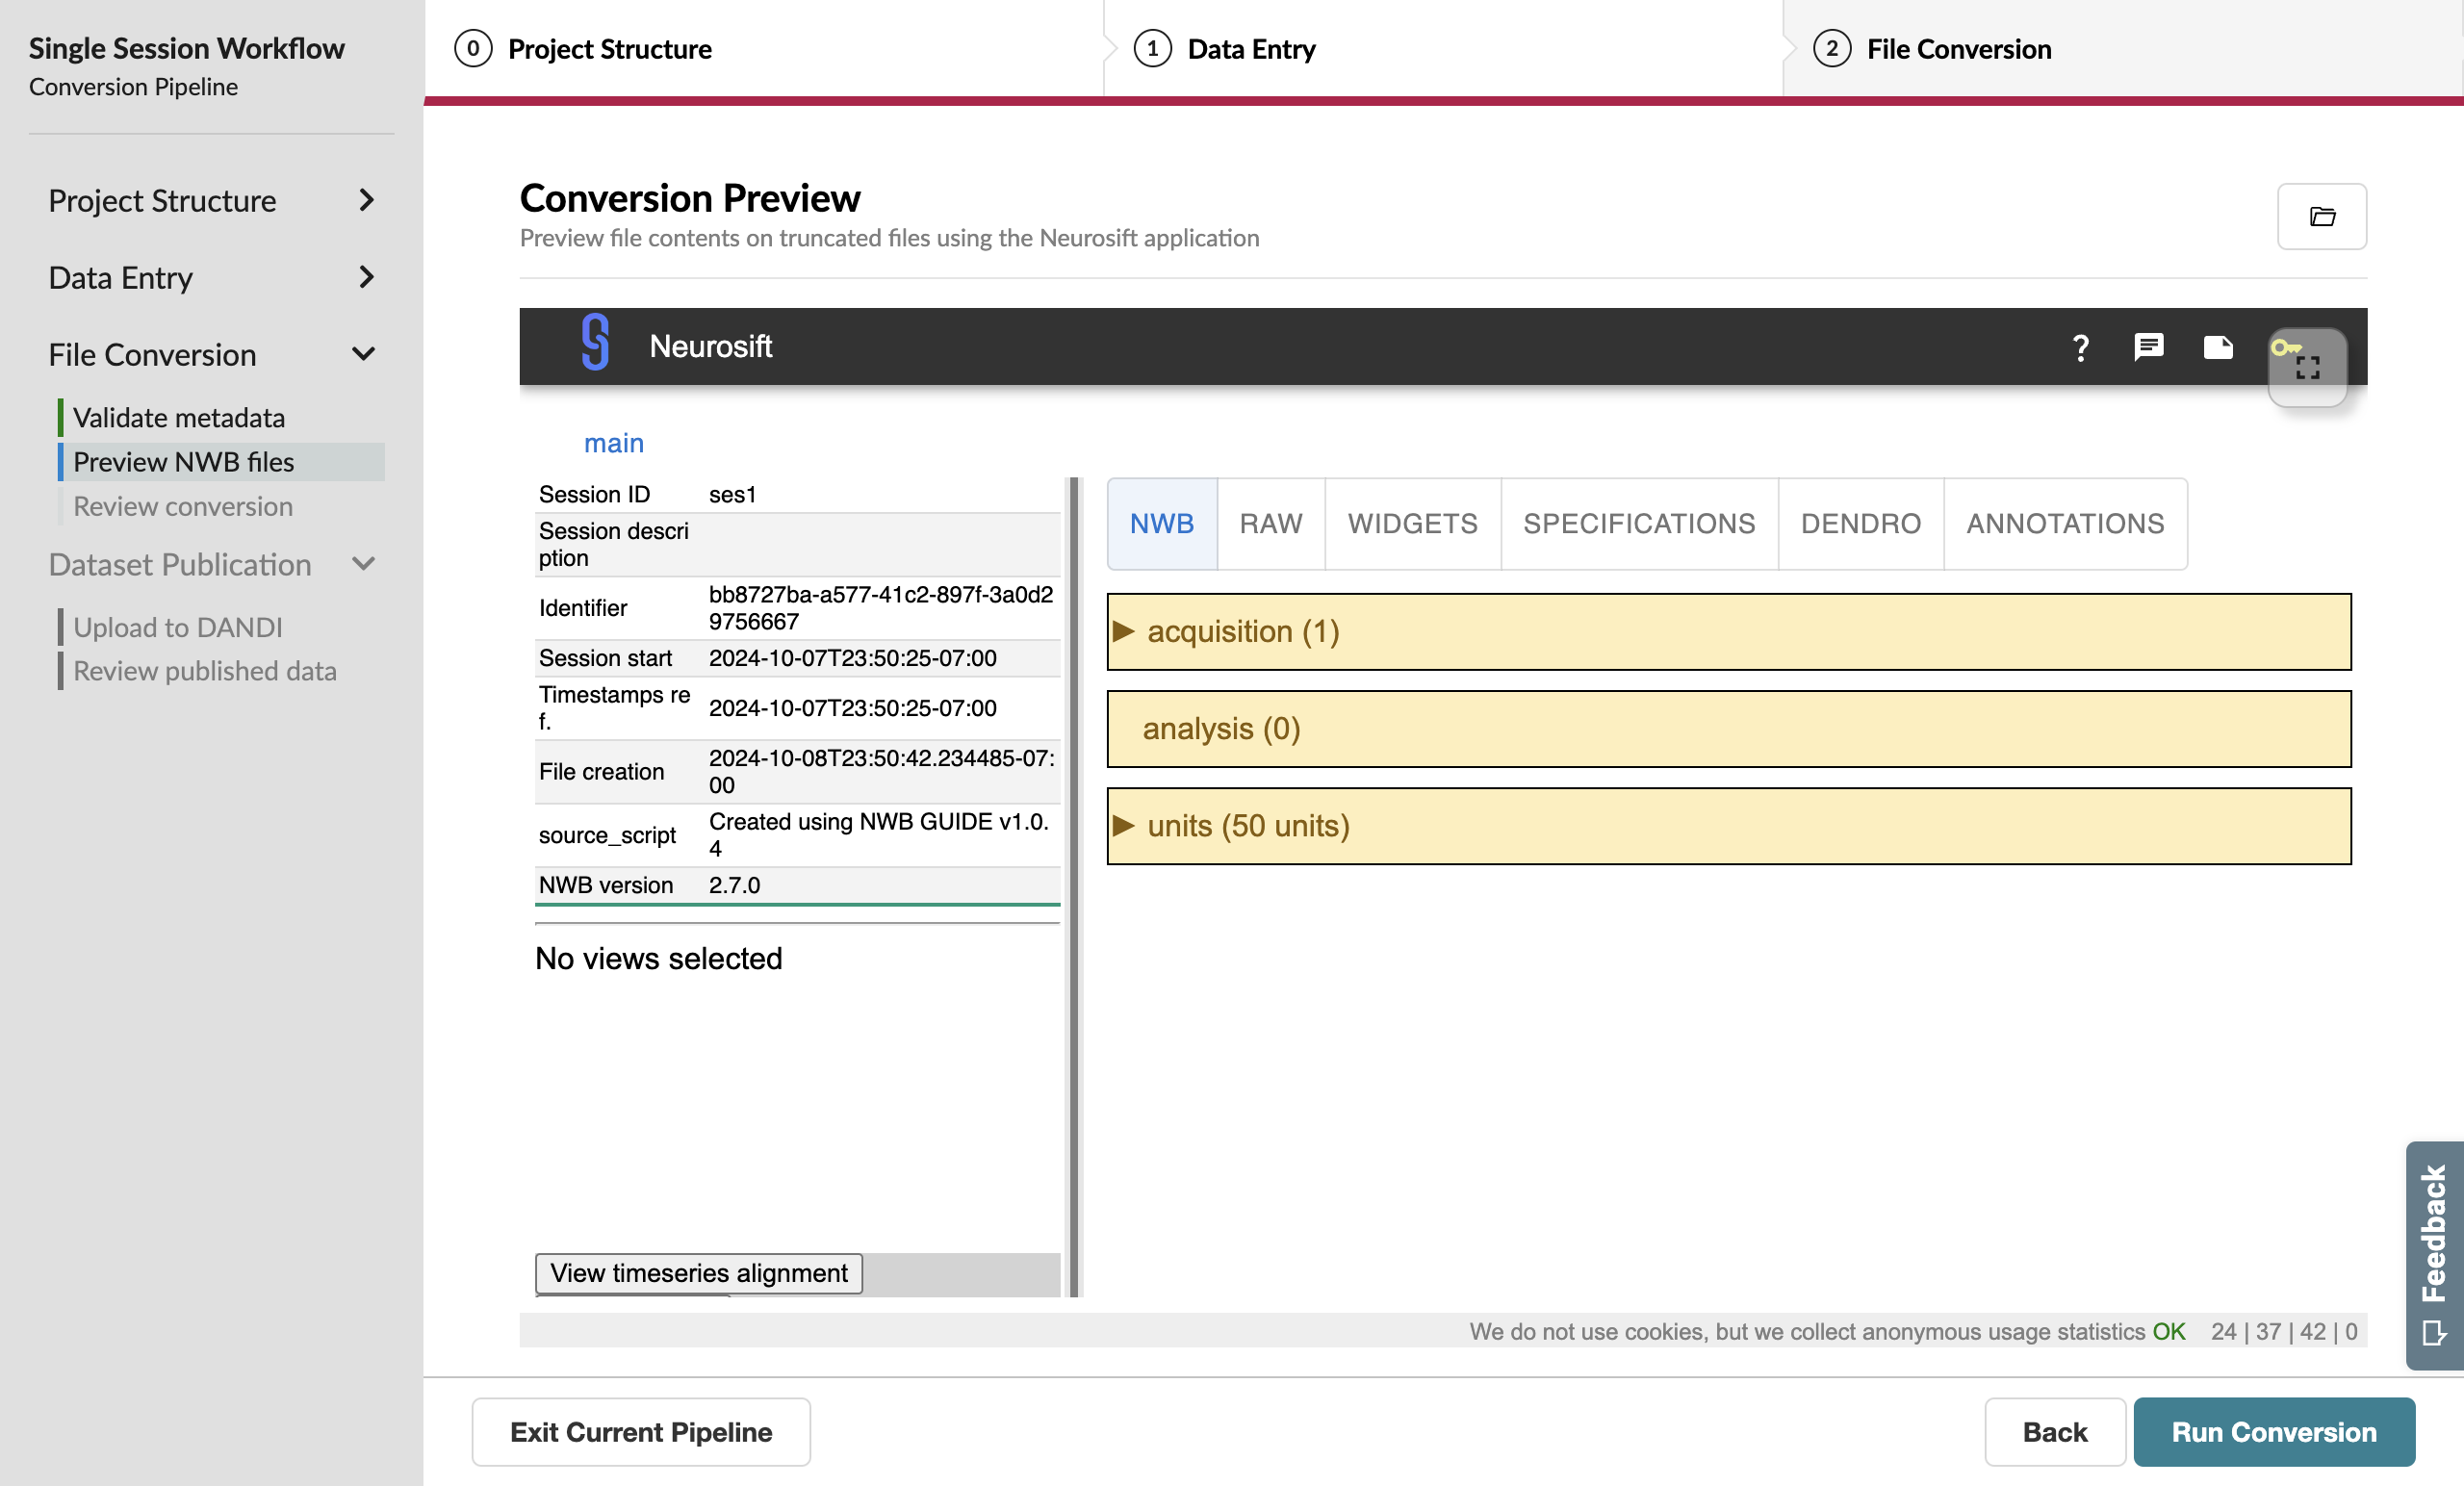 Single Session Workflow
Conversion Pipeline
Project Structure
Data Entry
File Conversion
Validate metadata
Preview NWB files
Review conversion
Dataset Publication
Upload to DANDI
Review published data
0 Project Structure
1 Data Entry
2 File Conversion
Conversion Preview
Preview file contents on truncated files using the Neurosift application
Neurosift
?
main
Session ID ses1
Session descri
ption
Identifier bb8727ba-a577-41c2-897f-3a0d2
9756667
Session start 2024-10-07T23:50:25-07:00
Timestamps re
f. 2024-10-07T23:50:25-07:00
File creation 2024-10-08T23:50:42.234485-07:
00
source_script Created using NWB GUIDE v1.0.
4
NWB version 2.7.0
No views selected
View timeseries alignment
NWB RAW WIDGETS SPECIFICATIONS DENDRO ANNOTATIONS
acquisition (1)
analysis (0)
units (50 units)
We do not use cookies, but we collect anonymous usage statistics OK 24 | 37 | 42 | 0
Feedback
Exit Current Pipeline
Back
Run Conversion